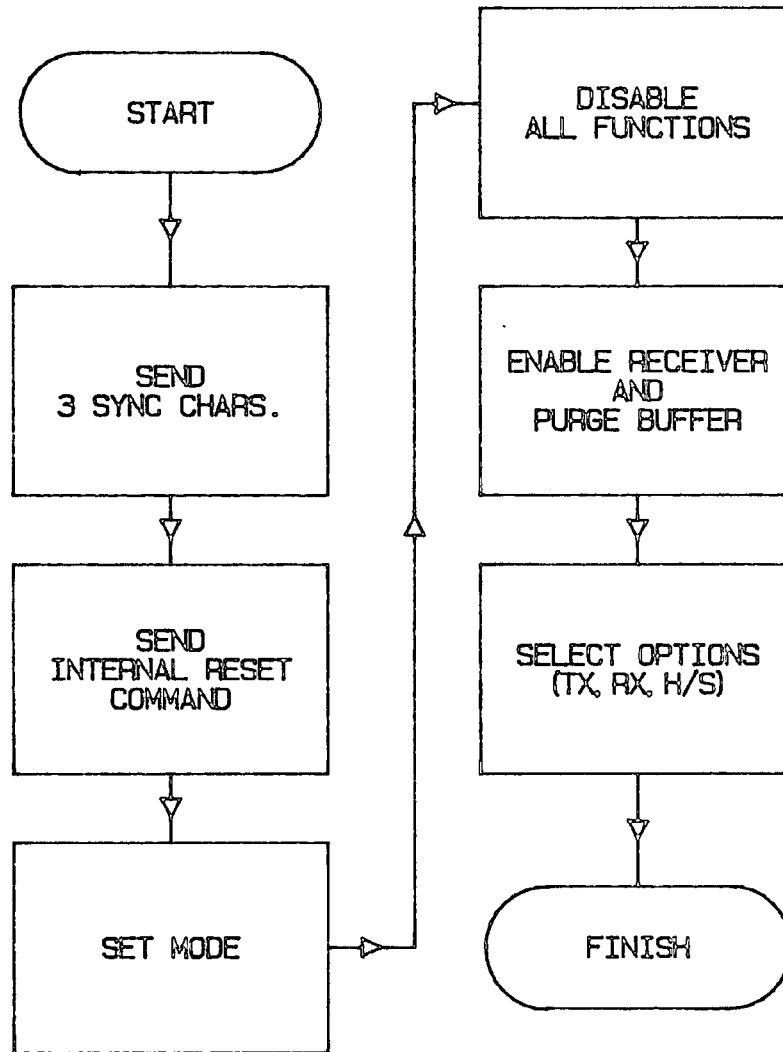 START
SEND
3 SYNC CHARS.
SEND
INTERNAL RESET
COMMAND
SET MODE
DISABLE
ALL FUNCTIONS
ENABLE RECEIVER
AND
PURGE BUFFER
SELECT OPTIONS
(TX, RX, H/S)
FINISH